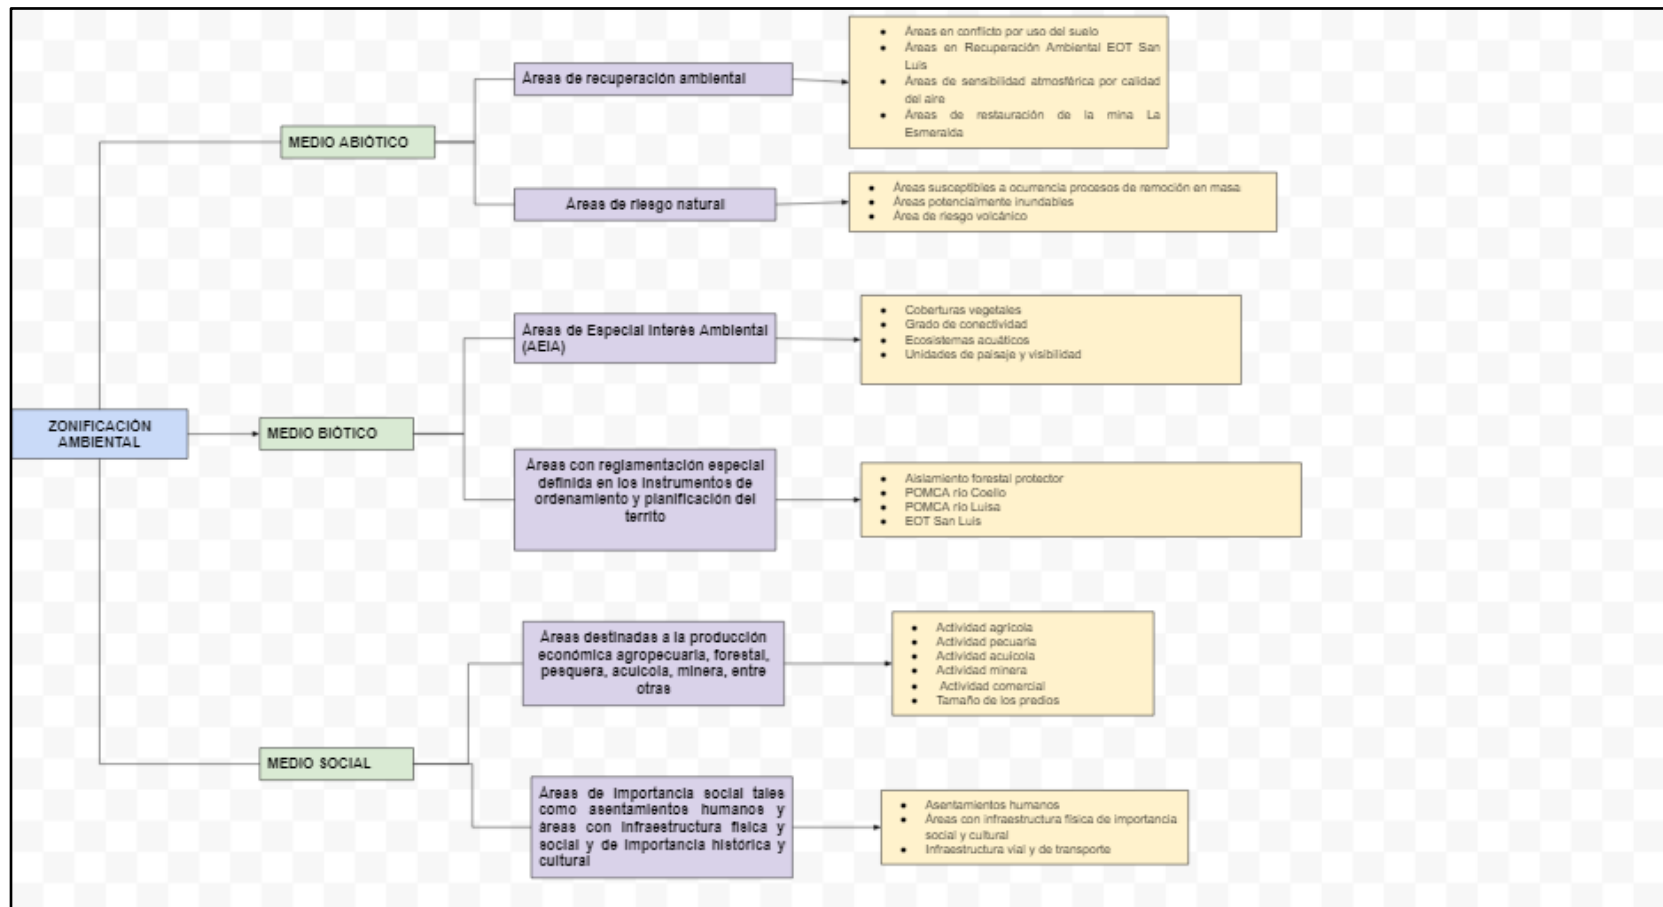 ZONIFICACIÓN
AMBIENTAL
MEDIO ABIÓTICO
Áreas de recuperación ambiental
• Áreas en conflicto por uso del suelo
• Áreas en Recuperación Ambiental EOT San
Luis
• Áreas de sensibilidad atmosférica por calidad
del aire
• Áreas de restauración de la mina La
Esmeralda
Áreas de riesgo natural
• Áreas susceptibles a ocurrencia procesos de remoción en masa
• Áreas potencialmente inundables
• Área de riesgo volcánico
MEDIO BIÓTICO
Áreas de Especial Interés Ambiental
(AEIA)
• Coberturas vegetales
• Grado de conectividad
• Ecosistemas acuáticos
• Unidades de paisaje y visibilidad
Áreas con reglamentación especial
definida en los instrumentos de
ordenamiento y planificación del
territo
• Aislamiento forestal protector
• POMCA río Coello
• POMCA río Luisa
• EOT San Luis
MEDIO SOCIAL
Áreas destinadas a la producción
económica agropecuaria, forestal,
pesquera, acuícola, minera, entre
otras
• Actividad agrícola
• Actividad pecuaria
• Actividad acuícola
• Actividad minera
• Actividad comercial
• Tamaño de los predios
Áreas de importancia social tales
como asentamientos humanos y
áreas con infraestructura física y
social y de importancia histórica y
cultural
• Asentamientos humanos
• Áreas con infraestructura física de importancia
social y cultural
• Infraestructura vial y de transporte